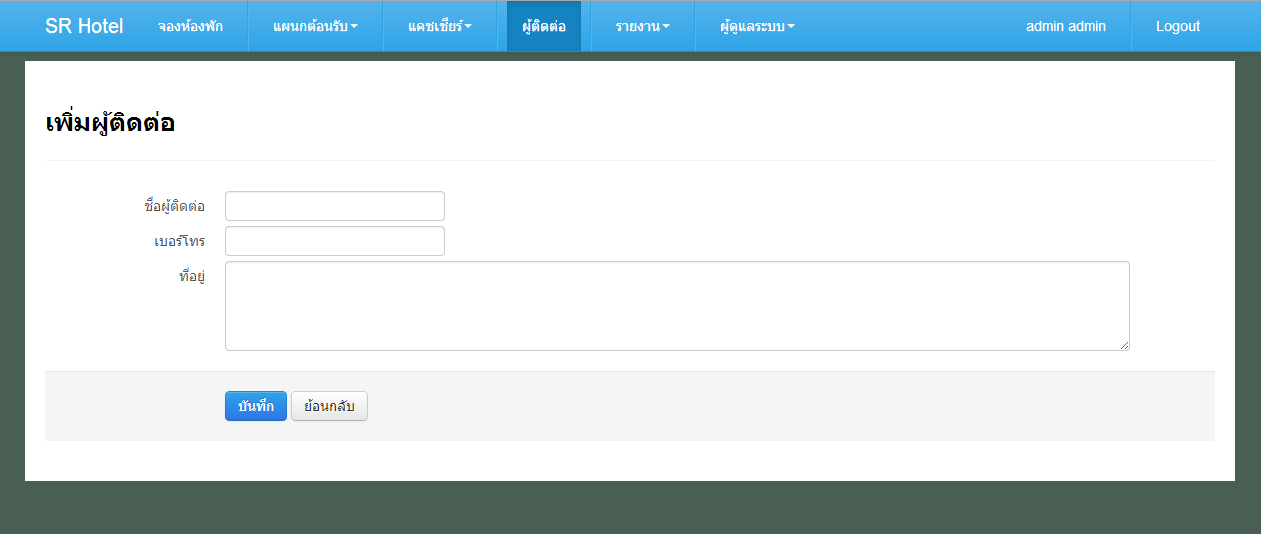 SR Hotel จองห้องพัก แผนกต้อนรับ แคชเชียร์ ผู้ติดต่อ รายงาน ผู้ดูแลระบบ admin admin Logout
เพิ่มผู้ติดต่อ
ชื่อผู้ติดต่อ
เบอร์โทร
ที่อยู่
บันทึก ย้อนกลับ